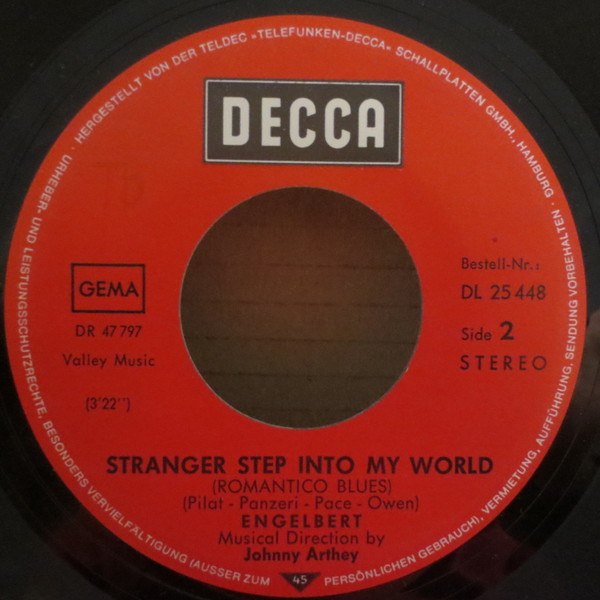 URHEBER- UND LEISTUNGSSCHUTZRECHTE, BESONDERS VERVIELFÄLTIGUNG (AUSSER ZUM PERSÖNLICHEN GEBRAUCH), VERMIETUNG, AUFFÜHRUNG, SENDUNG VORBEHALTEN · HERGESTELLT VON DER TELDEC »TELEFUNKEN-DECCA« SCHALLPLATTEN GMBH., HAMBURG ·
DECCA
GEMA
DR 47 797
Valley Music
(3'22")
Bestell-Nr.:
DL 25 448
Side 2
STEREO
STRANGER STEP INTO MY WORLD
(ROMANTICO BLUES)
(Pilat - Panzeri - Pace - Owen)
ENGELBERT
Musical Direction by
Johnny Arthey
45